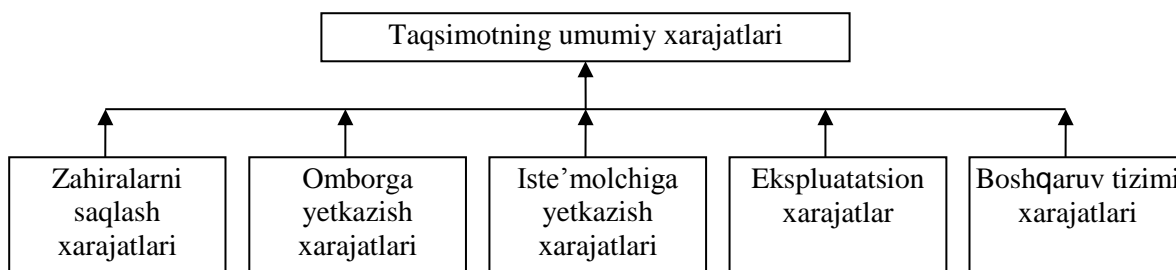 Taqsimotning umumiy xarajatlari
Zahiralarni
saqlash
xarajatlari
Omborga
yetkazish
xarajatlari
Iste’molchiga
yetkazish
xarajatlari
Ekspluatatsion
xarajatlar
Boshqaruv tizimi
xarajatlari